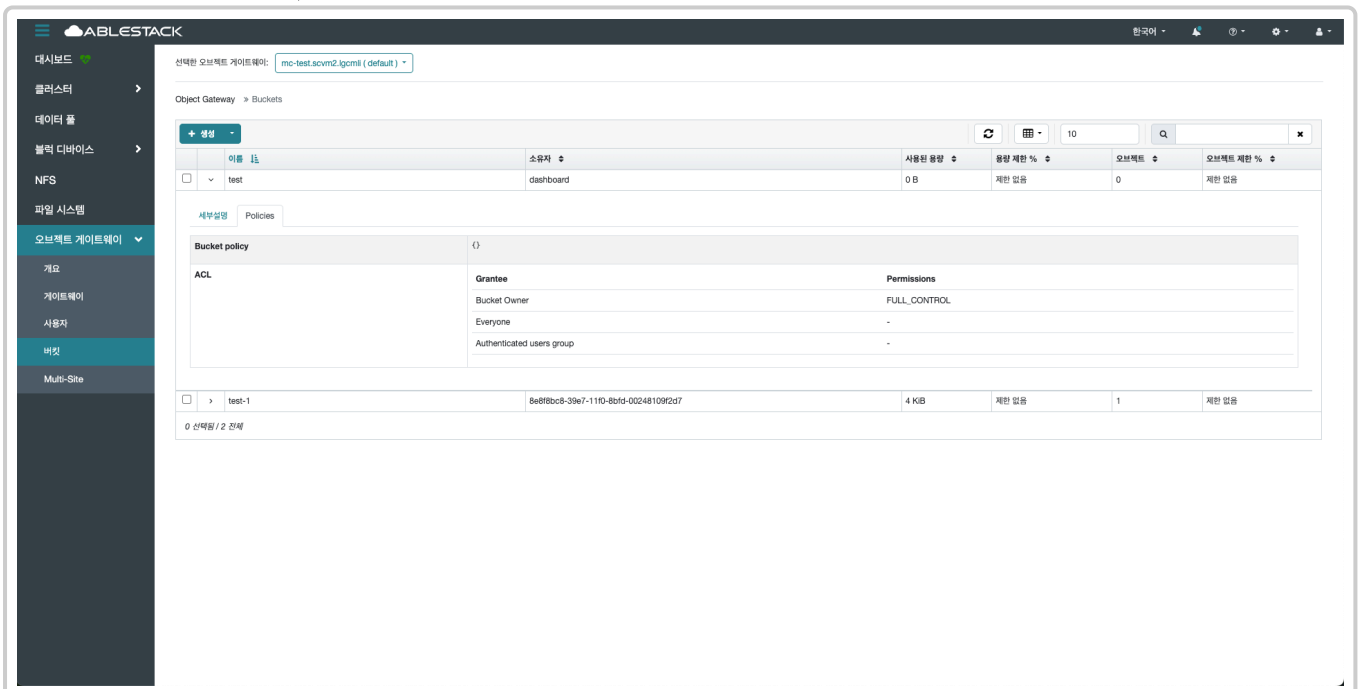 ABLESTACK
한국어
대시보드
클러스터
데이터 풀
블럭 디바이스
NFS
파일 시스템
오브젝트 게이트웨이
개요
게이트웨이
사용자
버킷
Multi-Site
선택한 오브젝트 게이트웨이: mc-test.scvm2.lgcmli ( default )
Object Gateway » Buckets
+ 생성
10
이름 소유자 사용된 용량 용량 제한 % 오브젝트 오브젝트 제한 %
test dashboard 0 B 제한 없음 0 제한 없음
세부설명 Policies
Bucket policy {}
ACL
Grantee Permissions
Bucket Owner FULL_CONTROL
Everyone -
Authenticated users group -
test-1 8e8f8bc8-39e7-11f0-8bfd-00248109f2d7 4 KiB 제한 없음 1 제한 없음
0 선택됨 / 2 전체